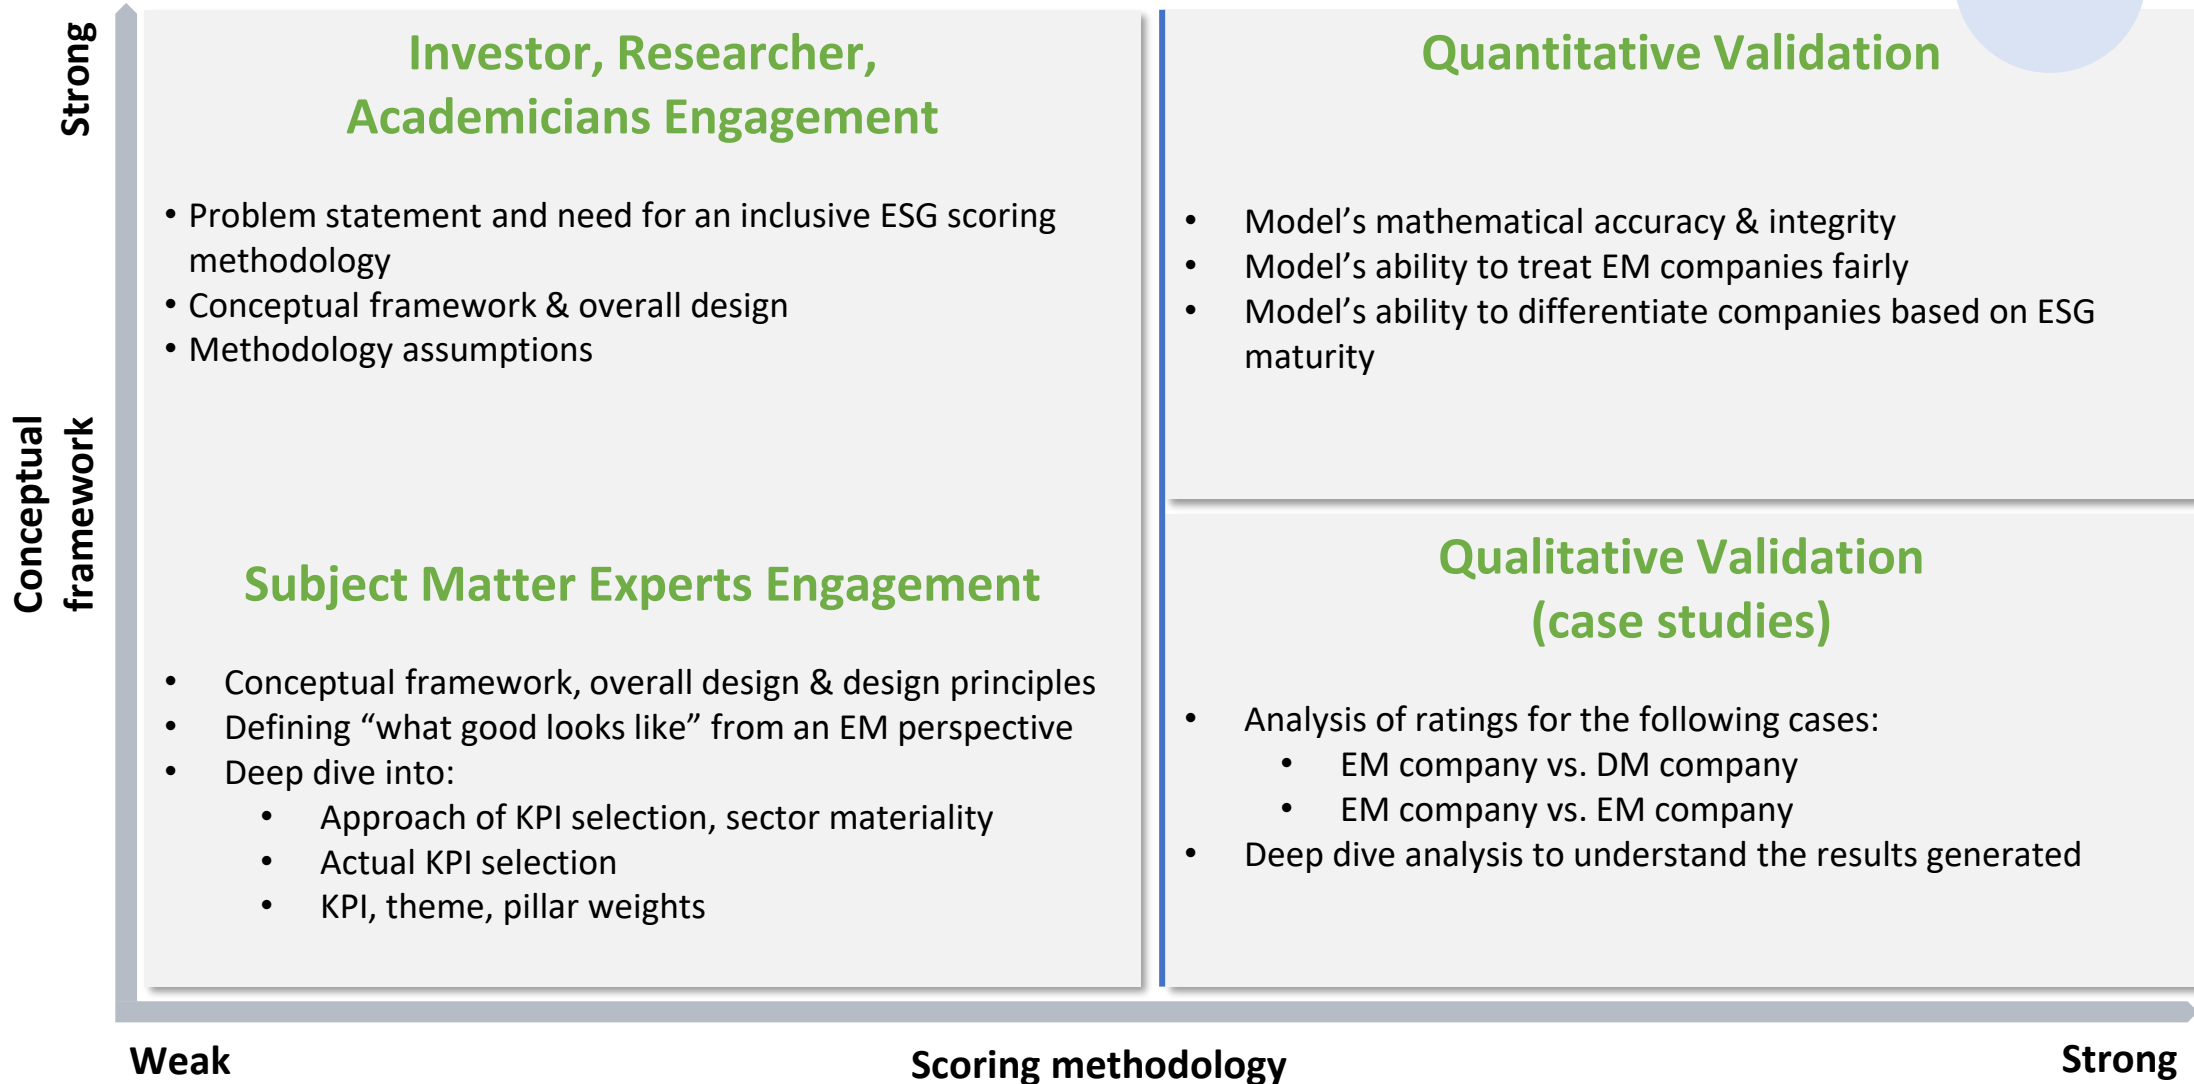 Strong
Conceptual
framework
Investor, Researcher,
Academicians Engagement
• Problem statement and need for an inclusive ESG scoring
methodology
• Conceptual framework & overall design
• Methodology assumptions
Subject Matter Experts Engagement
• Conceptual framework, overall design & design principles
• Defining “what good looks like” from an EM perspective
• Deep dive into:
• Approach of KPI selection, sector materiality
• Actual KPI selection
• KPI, theme, pillar weights
Quantitative Validation
• Model’s mathematical accuracy & integrity
• Model’s ability to treat EM companies fairly
• Model’s ability to differentiate companies based on ESG
maturity
Qualitative Validation
(case studies)
• Analysis of ratings for the following cases:
• EM company vs. DM company
• EM company vs. EM company
• Deep dive analysis to understand the results generated
Weak
Scoring methodology
Strong